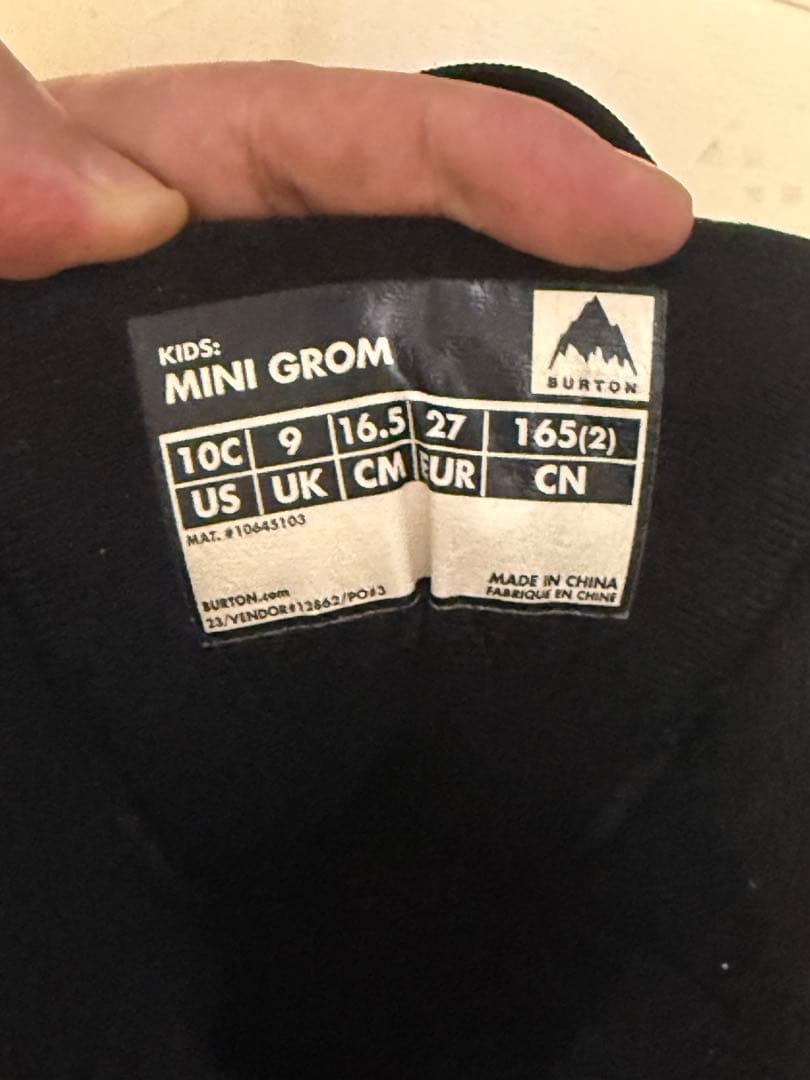 KIDS:
MINI GROM
BURTON
10C 9 16.5 27 165(2)
US UK CM EUR CN
MAT. #10645103
BURTON.com
23/VENDOR#12862/PO#3
MADE IN CHINA
FABRIQUE EN CHINE